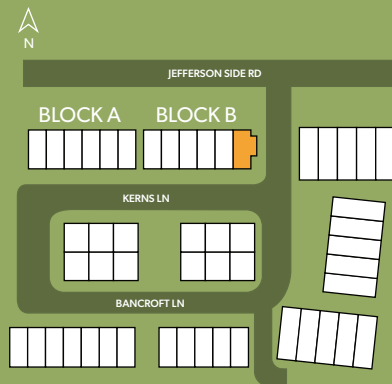 N
JEFFERSON SIDE RD
BLOCK A
BLOCK B
KERNS LN
BANCROFT LN